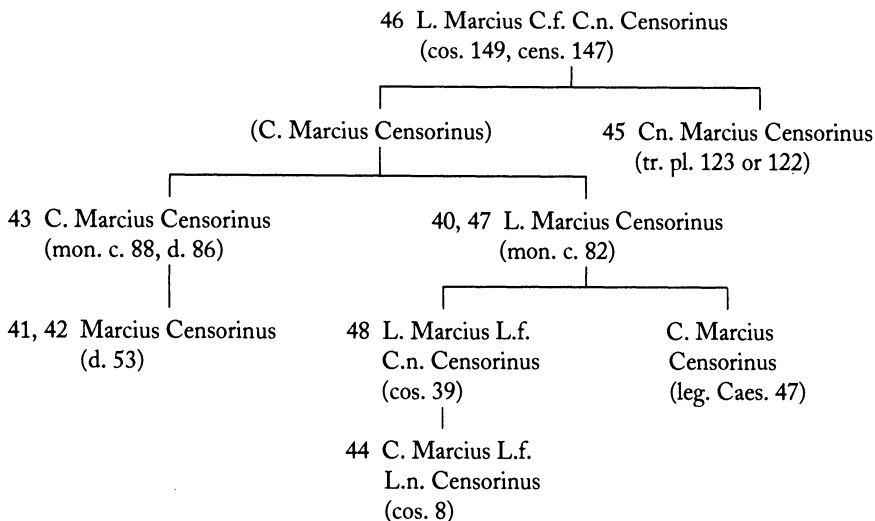 46 L. Marcius C.f. C.n. Censorinus
(cos. 149, cens. 147)
(C. Marcius Censorinus)
45 Cn. Marcius Censorinus
(tr. pl. 123 or 122)
43 C. Marcius Censorinus
(mon. c. 88, d. 86)
40, 47 L. Marcius Censorinus
(mon. c. 82)
41, 42 Marcius Censorinus
(d. 53)
48 L. Marcius L.f.
C.n. Censorinus
(cos. 39)
C. Marcius
Censorinus
(leg. Caes. 47)
44 C. Marcius L.f.
L.n. Censorinus
(cos. 8)